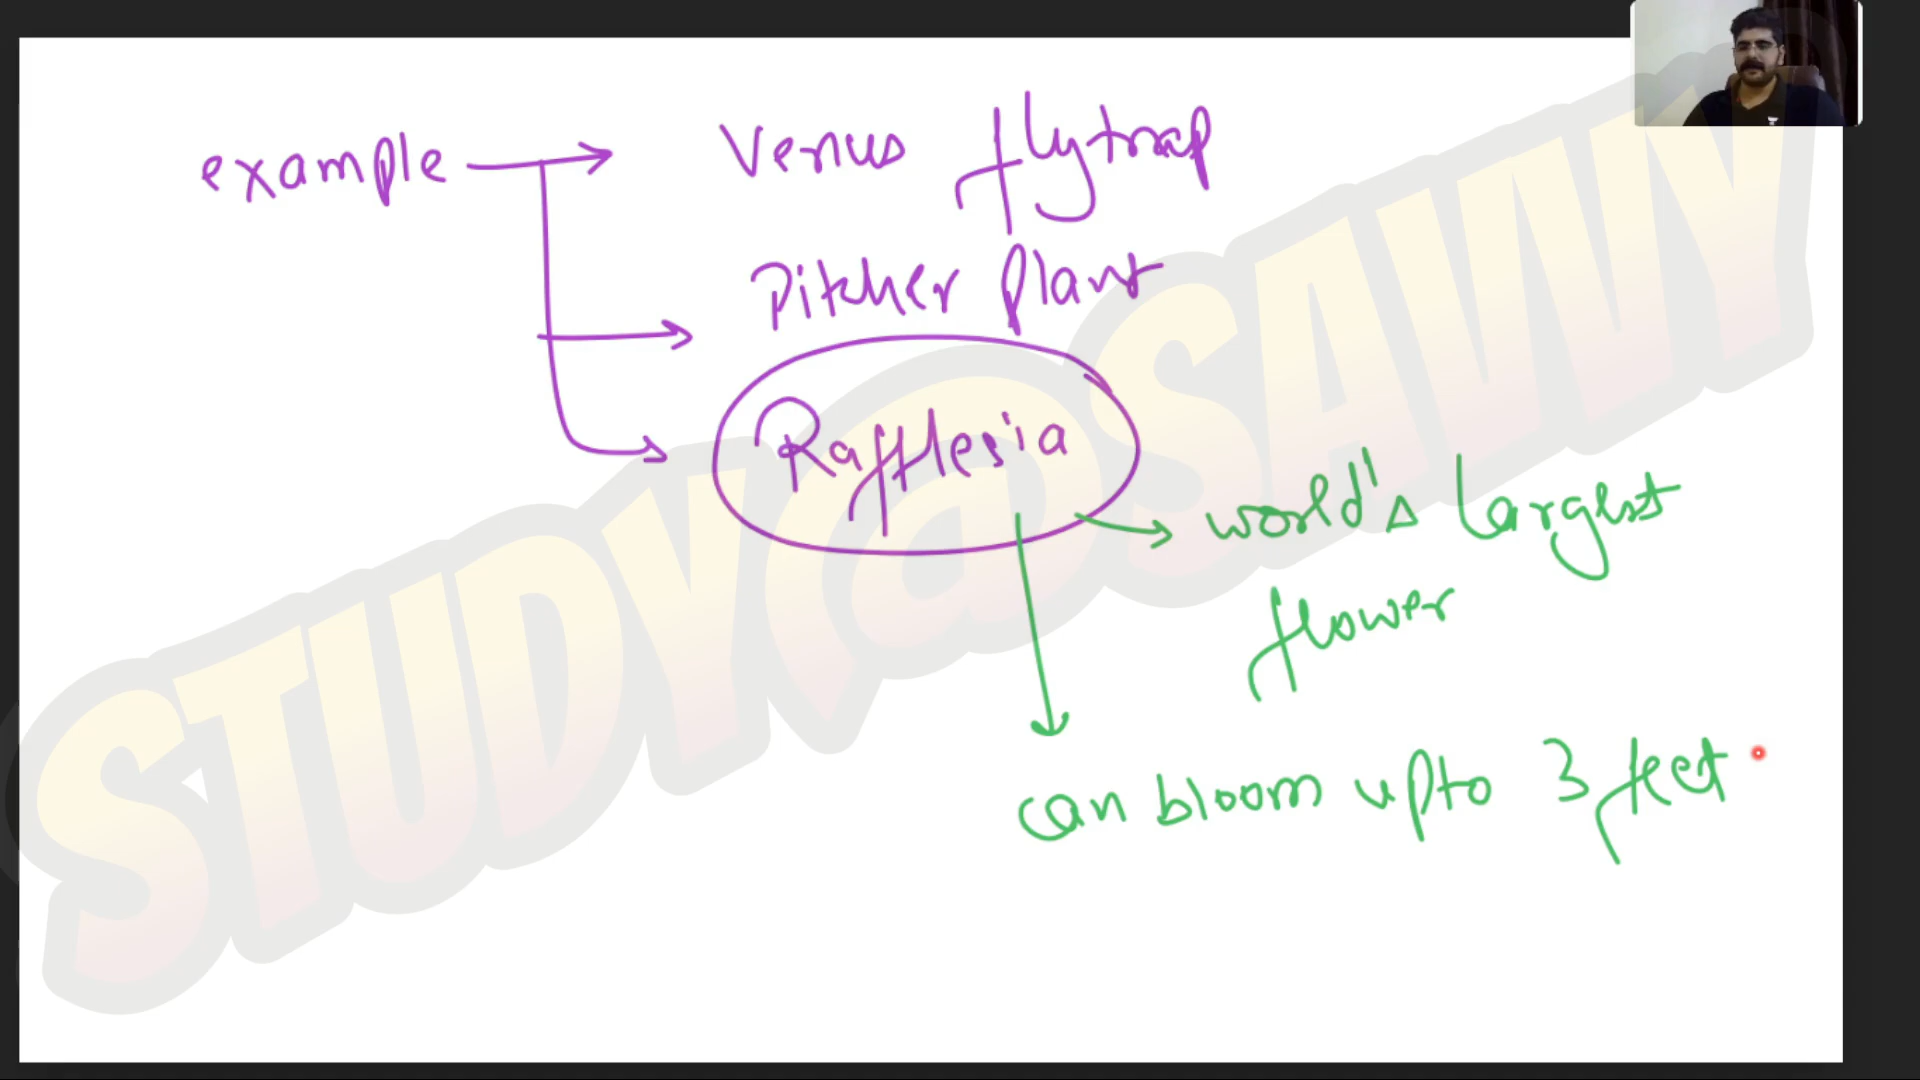 example
Venus flytrap
Pitcher Plant
Rafflesia
world's largest
flower
can bloom upto 3 feet
STUDY@SAVVY